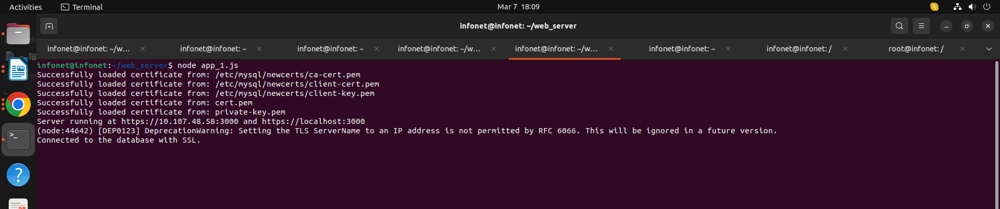 Activities
Terminal
Mar 7 18:09
infonet@infonet: ~/web_server
infonet@infonet: ~/w...
infonet@infonet: ~
infonet@infonet: ~
infonet@infonet: ~/w...
infonet@infonet: ~/w...
infonet@infonet: ~
infonet@infonet: /
root@infonet: /
infonet@infonet:~/web_server$ node app_1.js
Successfully loaded certificate from: /etc/mysql/newcerts/ca-cert.pem
Successfully loaded certificate from: /etc/mysql/newcerts/client-cert.pem
Successfully loaded certificate from: /etc/mysql/newcerts/client-key.pem
Successfully loaded certificate from: cert.pem
Successfully loaded certificate from: private-key.pem
Server running at https://10.107.48.58:3000 and https://localhost:3000
(node:44642) [DEP0123] DeprecationWarning: Setting the TLS ServerName to an IP address is not permitted by RFC 6066. This will be ignored in a future version.
Connected to the database with SSL.